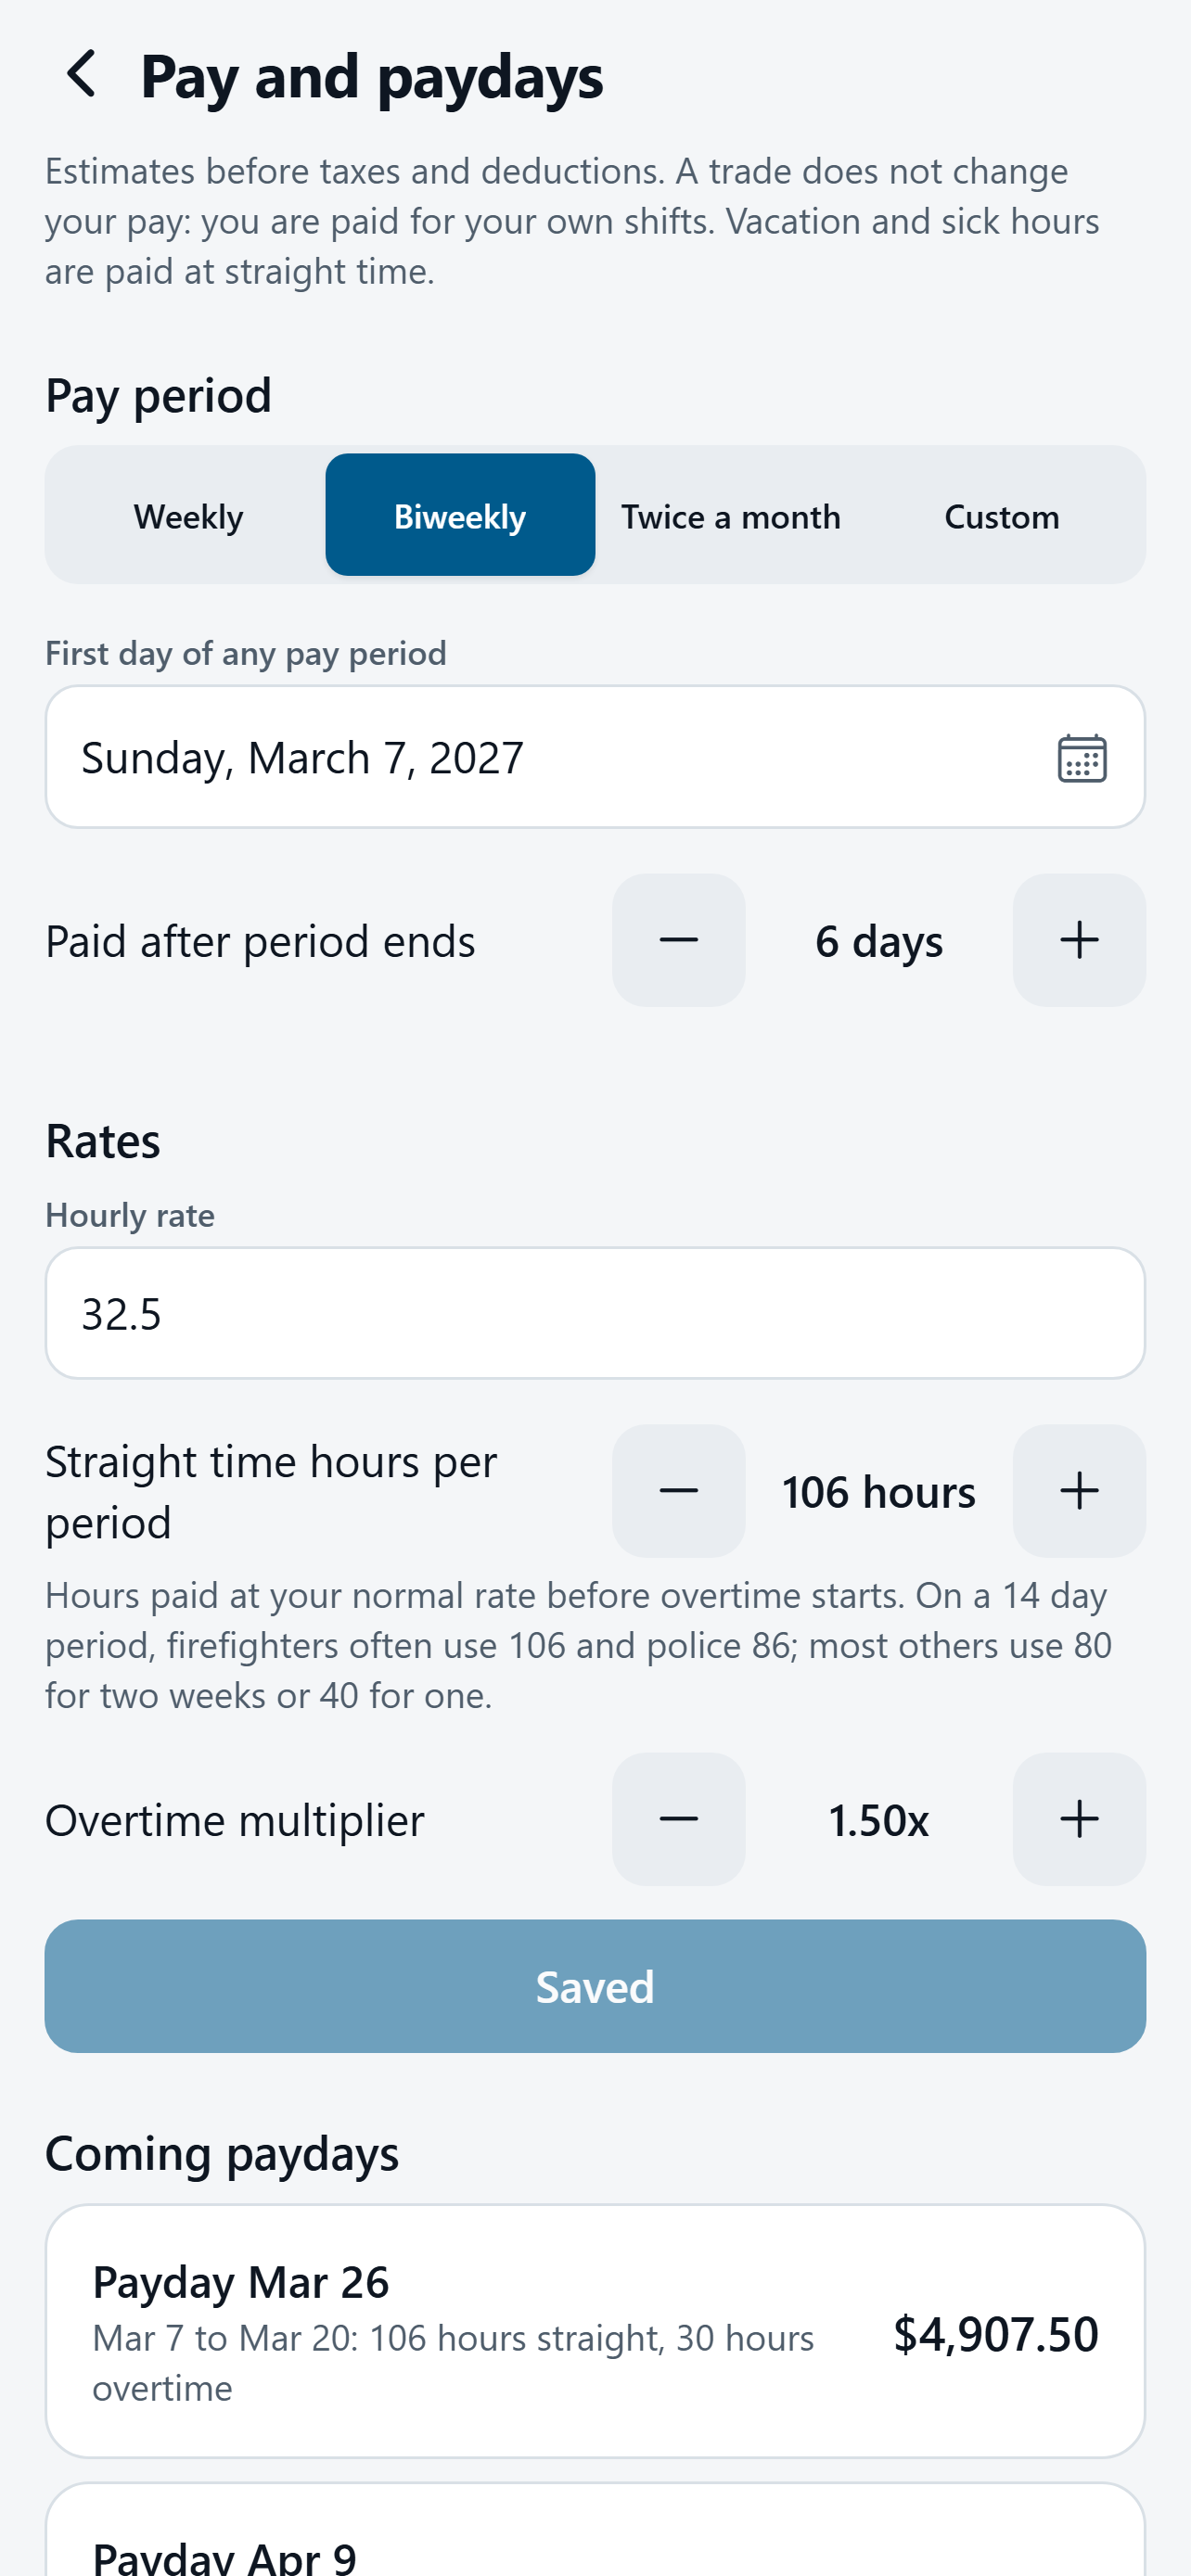 Pay and paydays
Estimates before taxes and deductions. A trade does not change
your pay: you are paid for your own shifts. Vacation and sick hours
are paid at straight time.
Pay period
Weekly
Biweekly
Twice a month
Custom
First day of any pay period
Sunday, March 7, 2027
Paid after period ends
6 days
Rates
Hourly rate
32.5
Straight time hours per
period
106 hours
Hours paid at your normal rate before overtime starts. On a 14 day
period, firefighters often use 106 and police 86; most others use 80
for two weeks or 40 for one.
Overtime multiplier
1.50x
Saved
Coming paydays
Payday Mar 26
Mar 7 to Mar 20: 106 hours straight, 30 hours
overtime
$4,907.50
Payday Apr 9